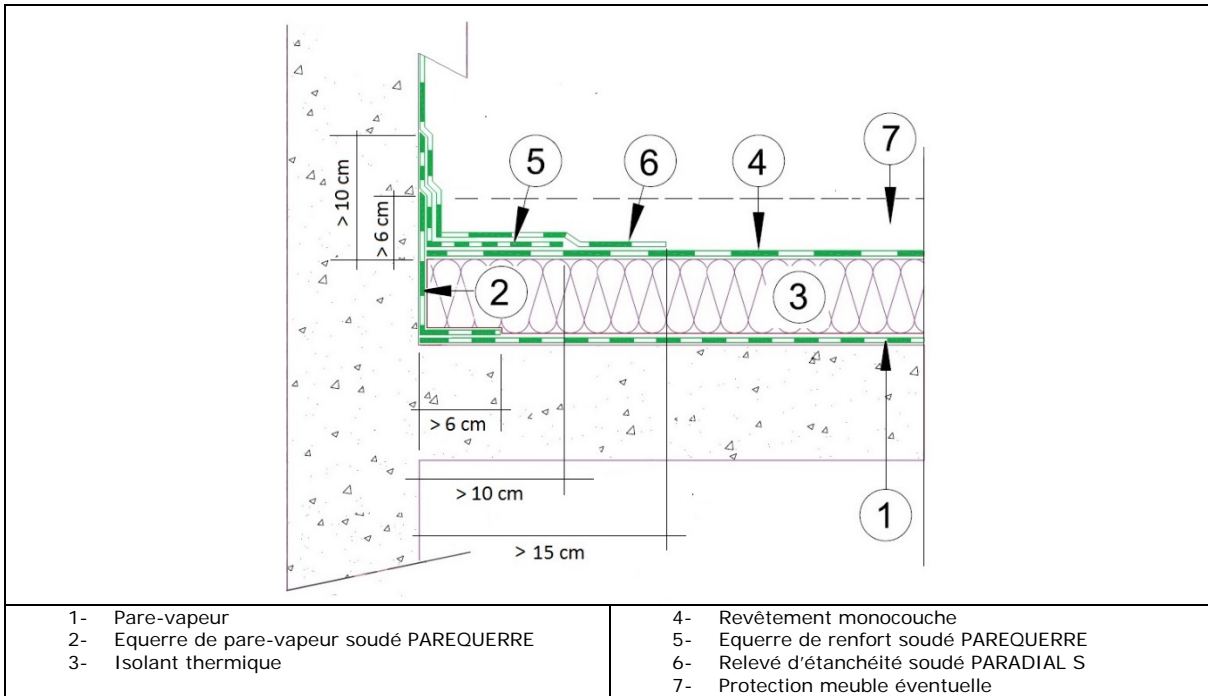 5
6
4
7
> 10 cm
> 6 cm
2
3
> 6 cm
> 10 cm
> 15 cm
1
1- Pare-vapeur
2- Equerre de pare-vapeur soudé PAREQUERRE
3- Isolant thermique
4- Revêtement monocouche
5- Equerre de renfort soudé PAREQUERRE
6- Relevé d'étanchéité soudé PARADIAL S
7- Protection meuble éventuelle